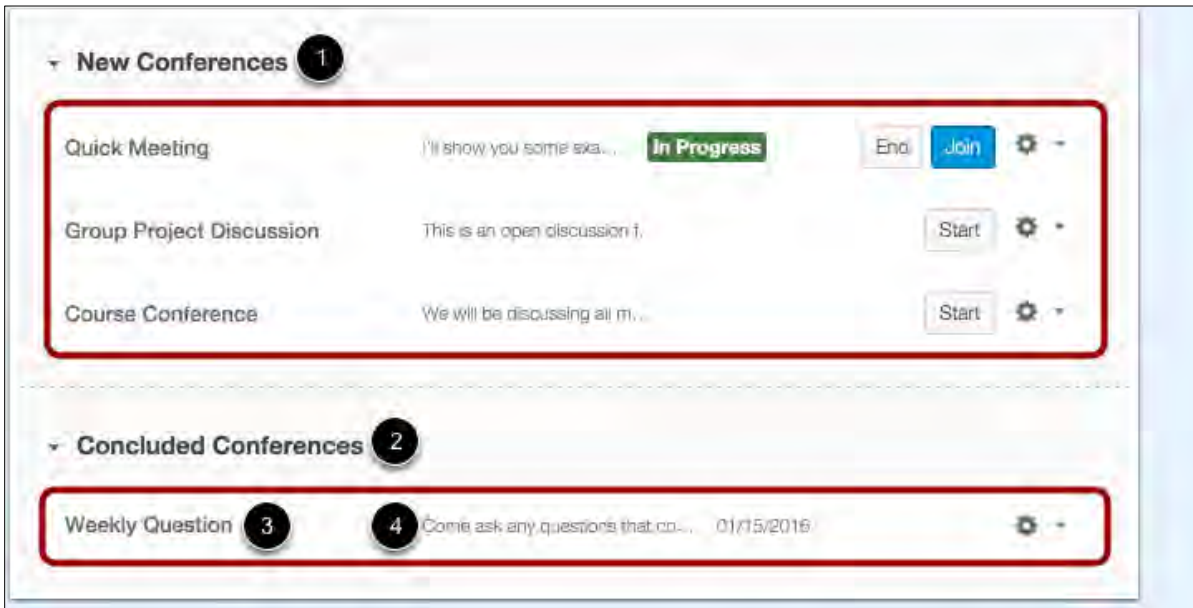 New Conferences 1
Quick Meeting I'll show you some exa... In Progress End Join
Group Project Discussion This is an open discussion f. Start
Course Conference We will be discussing all m... Start
Concluded Conferences 2
Weekly Question 3 4 Come ask any questions that co... 01/15/2016